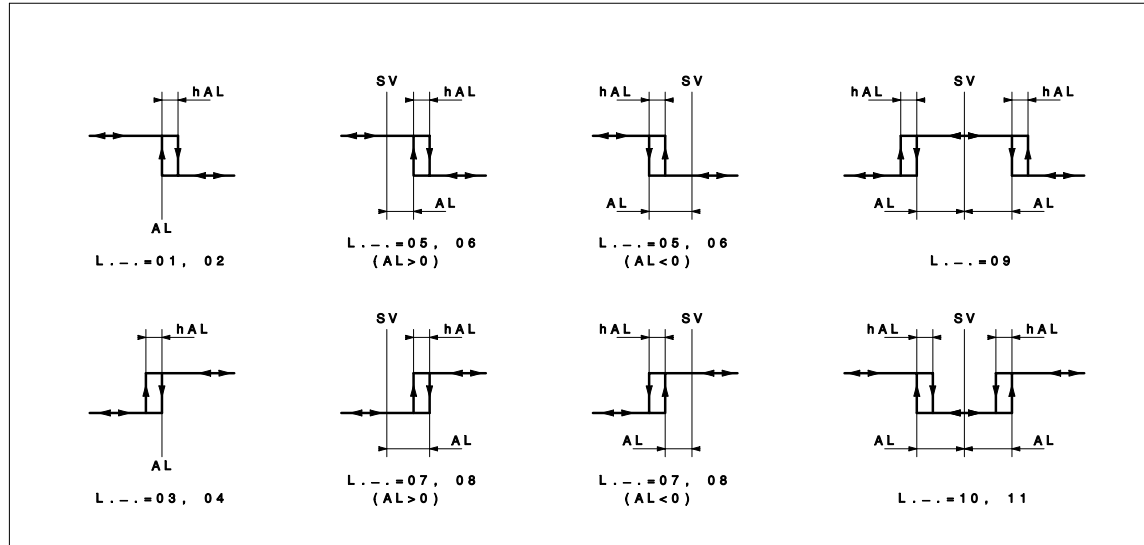 SV SV SV
hAL hAL hAL hAL hAL
AL AL AL AL
AL
L.–.=01, 02
L.–.=05, 06
(AL>0)
L.–.=05, 06
(AL<0)
L.–.=09
SV SV SV
hAL hAL hAL hAL hAL
AL AL AL AL
AL
L.–.=03, 04
L.–.=07, 08
(AL>0)
L.–.=07, 08
(AL<0)
L.–.=10, 11